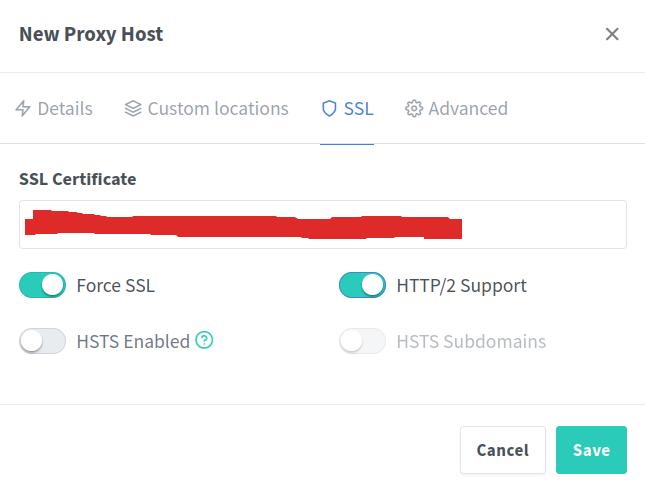 New Proxy Host
Details Custom locations SSL Advanced
SSL Certificate
Force SSL HTTP/2 Support
HSTS Enabled ? HSTS Subdomains
Cancel Save